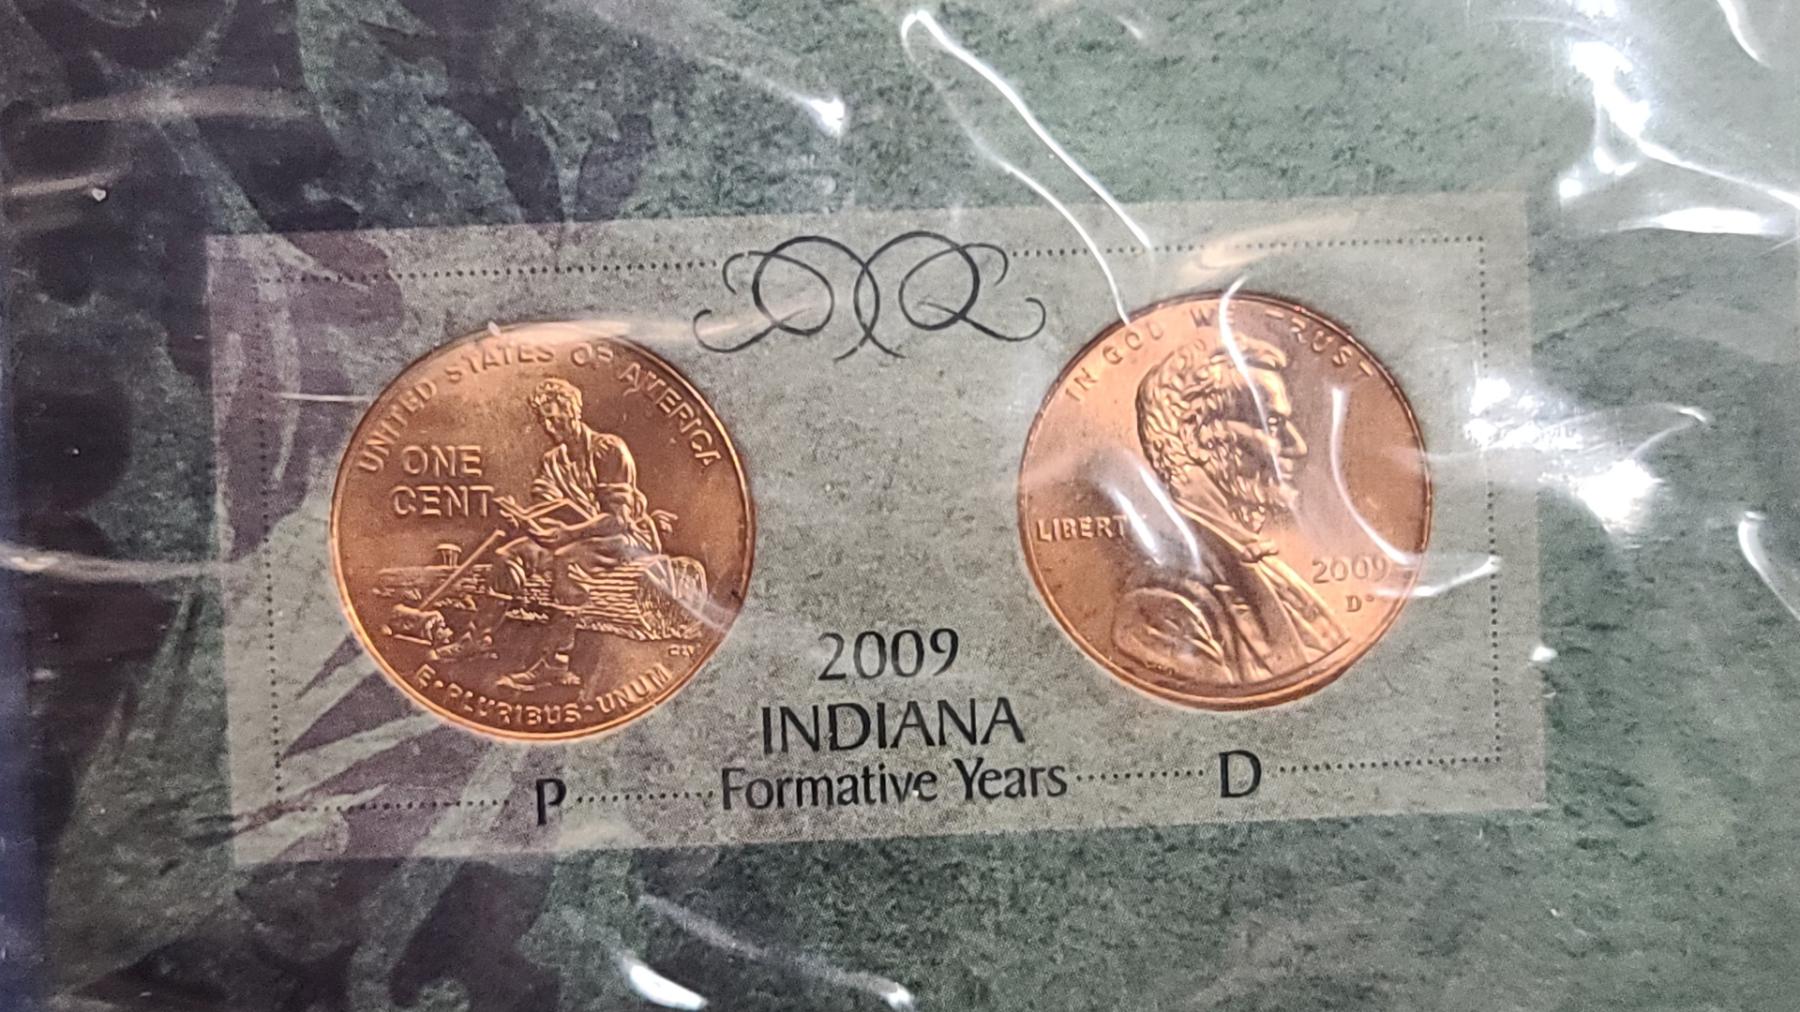 UNITED STATES OF AMERICA
ONE
CENT
E·PLURIBUS·UNUM
IN GOD WE TRUST
LIBERTY
2009
D
2009
INDIANA
Formative Years
P
D